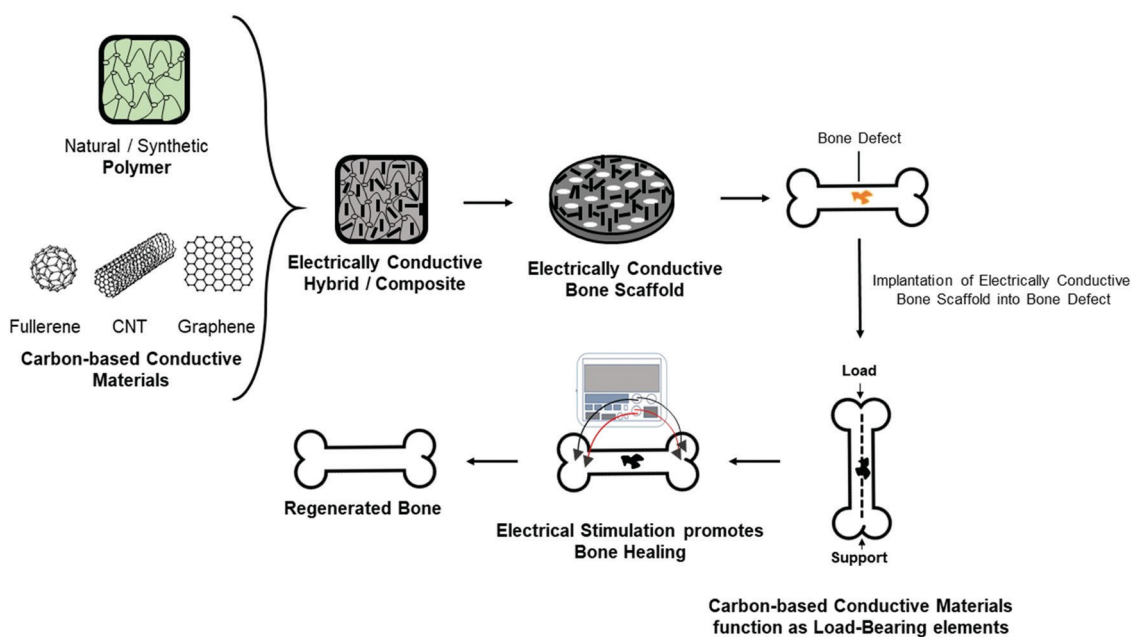 Natural / Synthetic
Polymer
Fullerene
CNT
Graphene
Carbon-based Conductive
Materials
Electrically Conductive
Hybrid / Composite
Electrically Conductive
Bone Scaffold
Bone Defect
Implantation of Electrically Conductive
Bone Scaffold into Bone Defect
Load
Support
Carbon-based Conductive Materials
function as Load-Bearing elements
Electrical Stimulation promotes
Bone Healing
Regenerated Bone